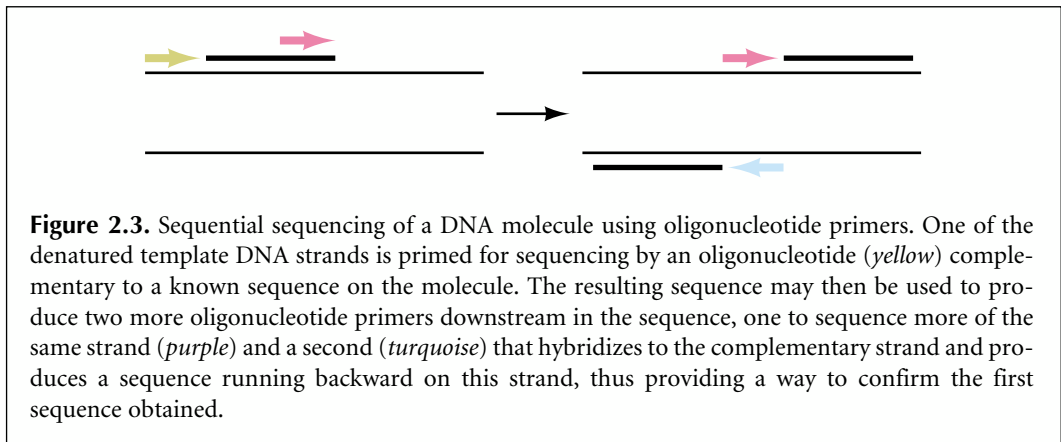 Figure 2.3. Sequential sequencing of a DNA molecule using oligonucleotide primers. One of the
denatured template DNA strands is primed for sequencing by an oligonucleotide (yellow) comple-
mentary to a known sequence on the molecule. The resulting sequence may then be used to pro-
duce two more oligonucleotide primers downstream in the sequence, one to sequence more of the
same strand (purple) and a second (turquoise) that hybridizes to the complementary strand and pro-
duces a sequence running backward on this strand, thus providing a way to confirm the first
sequence obtained.